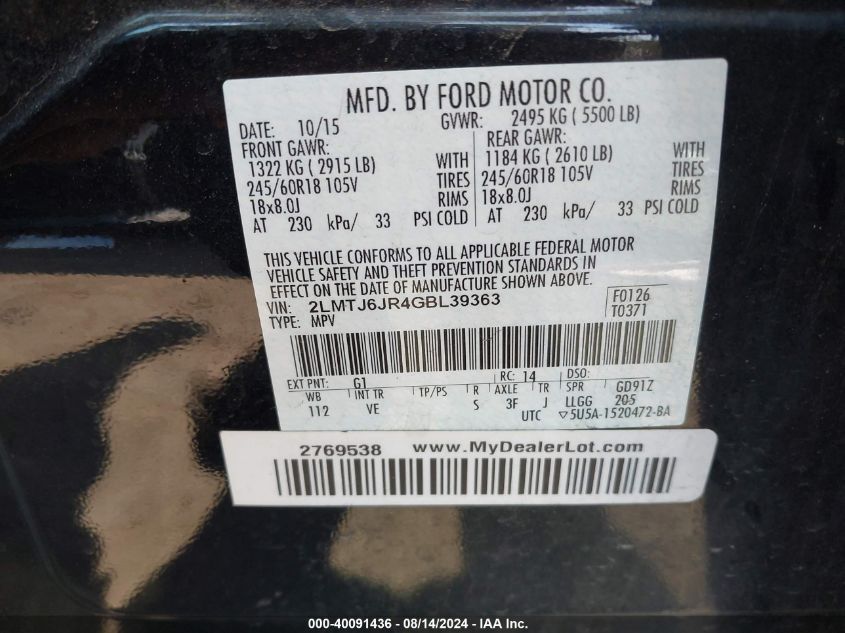 MFD. BY FORD MOTOR CO.
DATE: 10/15 GVWR: 2495 KG ( 5500 LB)
FRONT GAWR: REAR GAWR:
1322 KG ( 2915 LB) WITH 1184 KG ( 2610 LB) WITH
245/60R18 105V TIRES 245/60R18 105V TIRES
18x8.0J RIMS 18x8.0J RIMS
AT 230 kPa/ 33 PSI COLD AT 230 kPa/ 33 PSI COLD
THIS VEHICLE CONFORMS TO ALL APPLICABLE FEDERAL MOTOR
VEHICLE SAFETY AND THEFT PREVENTION STANDARDS IN
EFFECT ON THE DATE OF MANUFACTURE SHOWN ABOVE.
VIN: 2LMTJ6JR4GBL39363 F0126
TYPE: MPV T0371
EXT PNT: G1 RC: 14 DSO:
WB INT TR TP/PS R AXLE TR SPR GD91Z
112 VE S 3F J LLGG 205
UTC ▽5U5A-1520472-BA
2769538 www.MyDealerLot.com
000-40091436 - 08/14/2024 - IAA Inc.